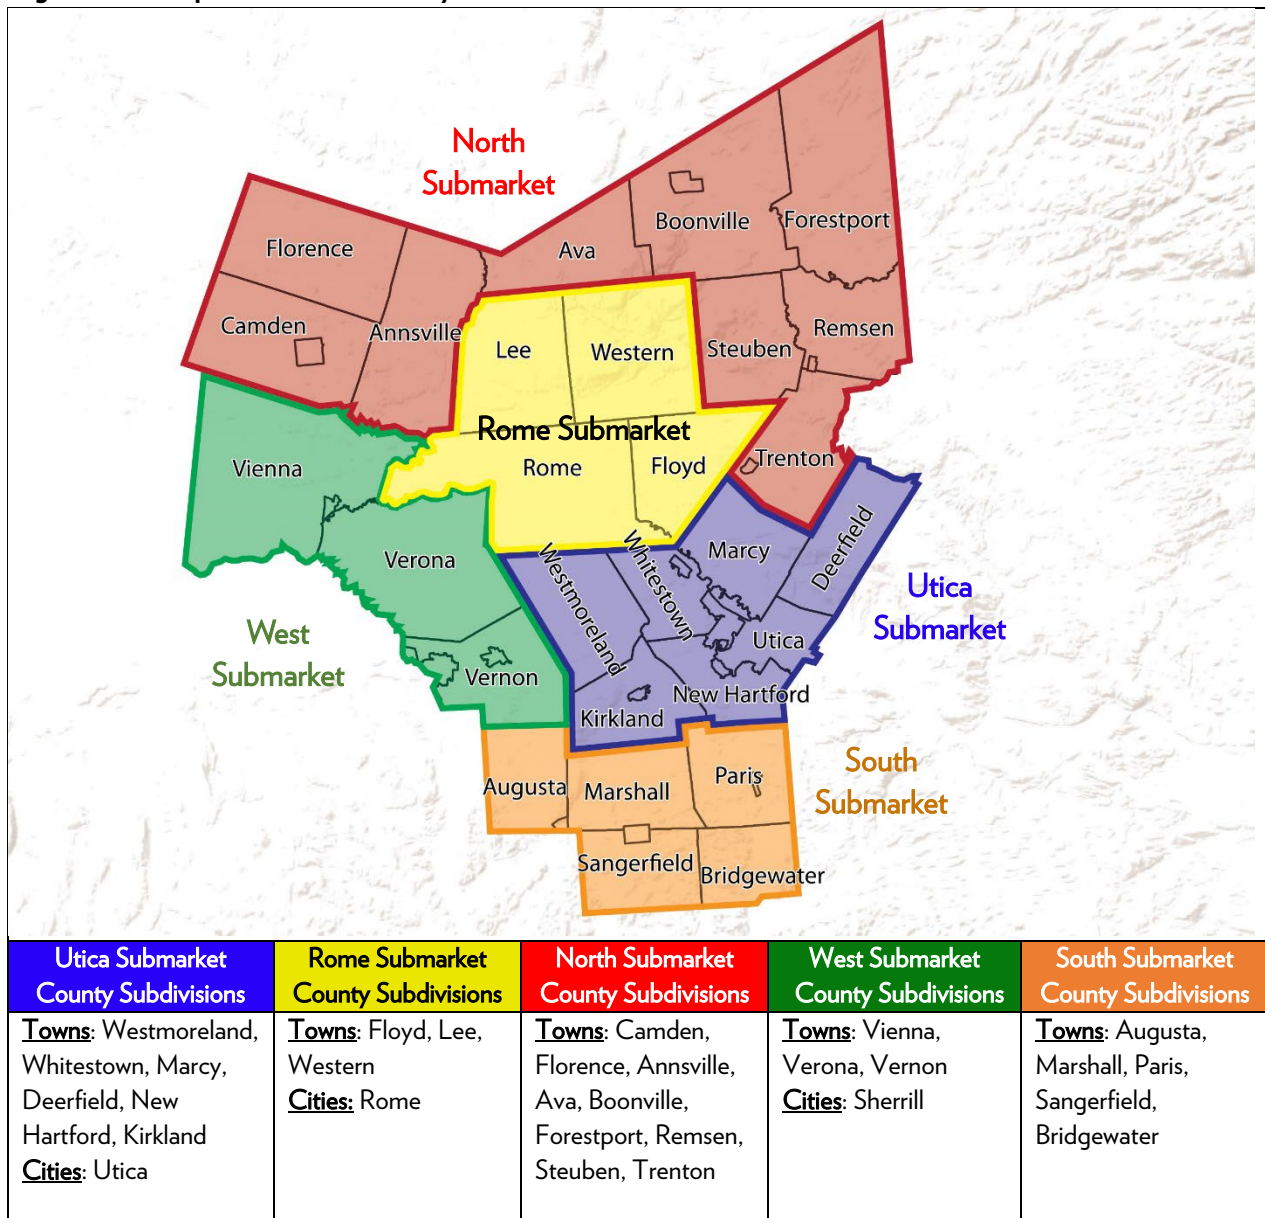 North
Submarket
Boonville
Forestport
Florence
Ava
Camden
Annsville
Remsen
Lee
Western
Steuben
Rome Submarket
Trenton
Vienna
Rome
Floyd
Verona
Westmoreland
Whitestown
Marcy
Deerfield
Utica
Submarket
West
Submarket
Utica
Vernon
New Hartford
Kirkland
South
Submarket
Augusta
Marshall
Paris
Sangerfield
Bridgewater
Utica Submarket
County Subdivisions
Towns: Westmoreland,
Whitestown, Marcy,
Deerfield, New
Hartford, Kirkland
Cities: Utica
Rome Submarket
County Subdivisions
Towns: Floyd, Lee,
Western
Cities: Rome
North Submarket
County Subdivisions
Towns: Camden,
Florence, Annsville,
Ava, Boonville,
Forestport, Remsen,
Steuben, Trenton
West Submarket
County Subdivisions
Towns: Vienna,
Verona, Vernon
Cities: Sherrill
South Submarket
County Subdivisions
Towns: Augusta,
Marshall, Paris,
Sangerfield,
Bridgewater